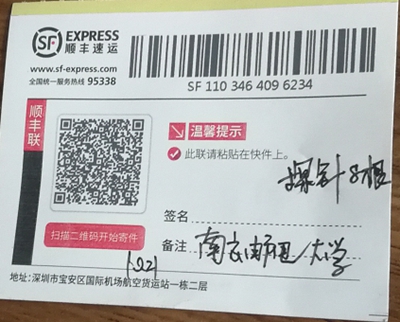 SF EXPRESS
顺丰速运
www.sf-express.com
全国统一服务热线 95338
SF 110 346 409 6234
顺丰联
温馨提示
此联请粘贴在快件上。
探针8根
签名
扫描二维码开始寄件
备注 南京邮电大学
地址:深圳市宝安区国际机场航空货运站一栋二层